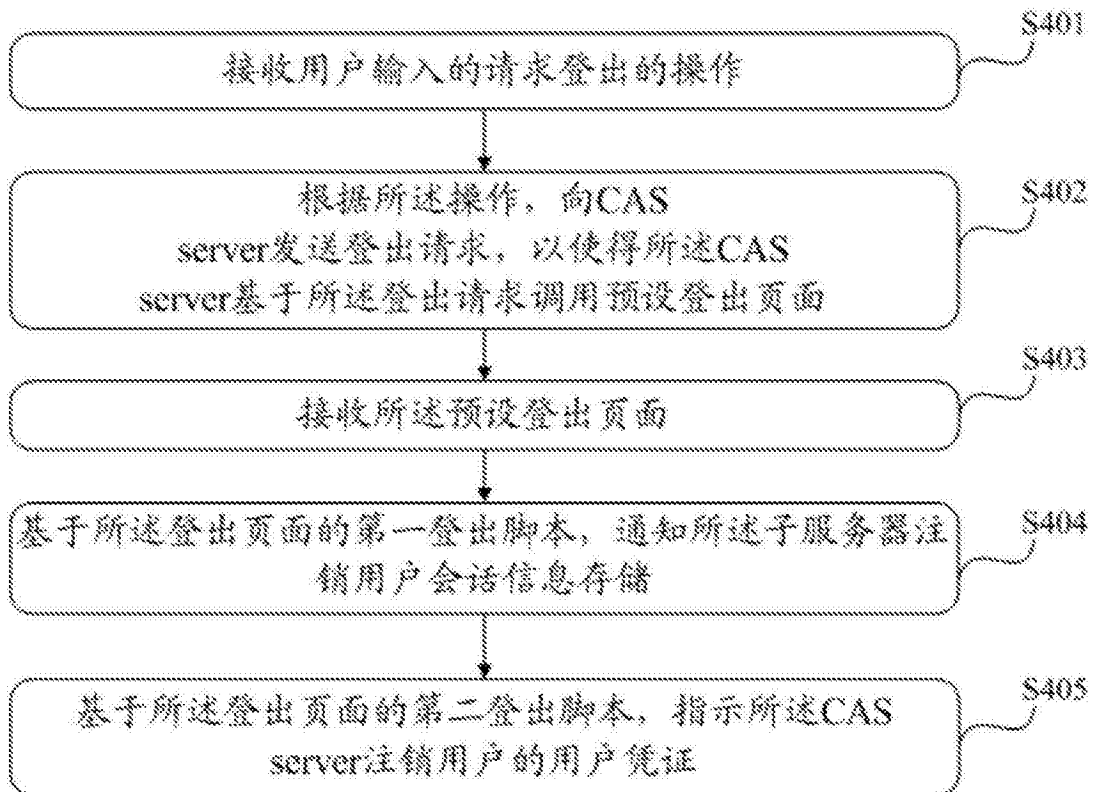 S401
接收用户输入的请求登出的操作
S402
根据所述操作，向CAS
server发送登出请求，以使得所述CAS
server基于所述登出请求调用预设登出页面
S403
接收所述预设登出页面
S404
基于所述登出页面的第一登出脚本，通知所述子服务器注
销用户会话信息存储
S405
基于所述登出页面的第二登出脚本，指示所述CAS
server注销用户的用户凭证